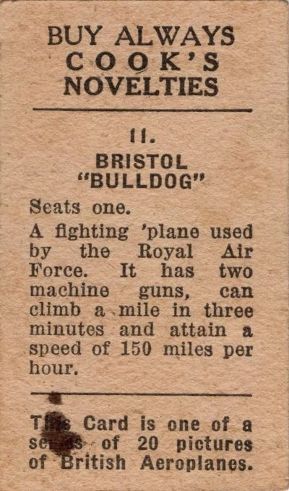 BUY ALWAYS
COOK'S
NOVELTIES
11.
BRISTOL
"BULLDOG"
Seats one.
A fighting 'plane used
by the Royal Air
Force. It has two
machine guns, can
climb a mile in three
minutes and attain a
speed of 150 miles per
hour.
This Card is one of a
series of 20 pictures
of British Aeroplanes.